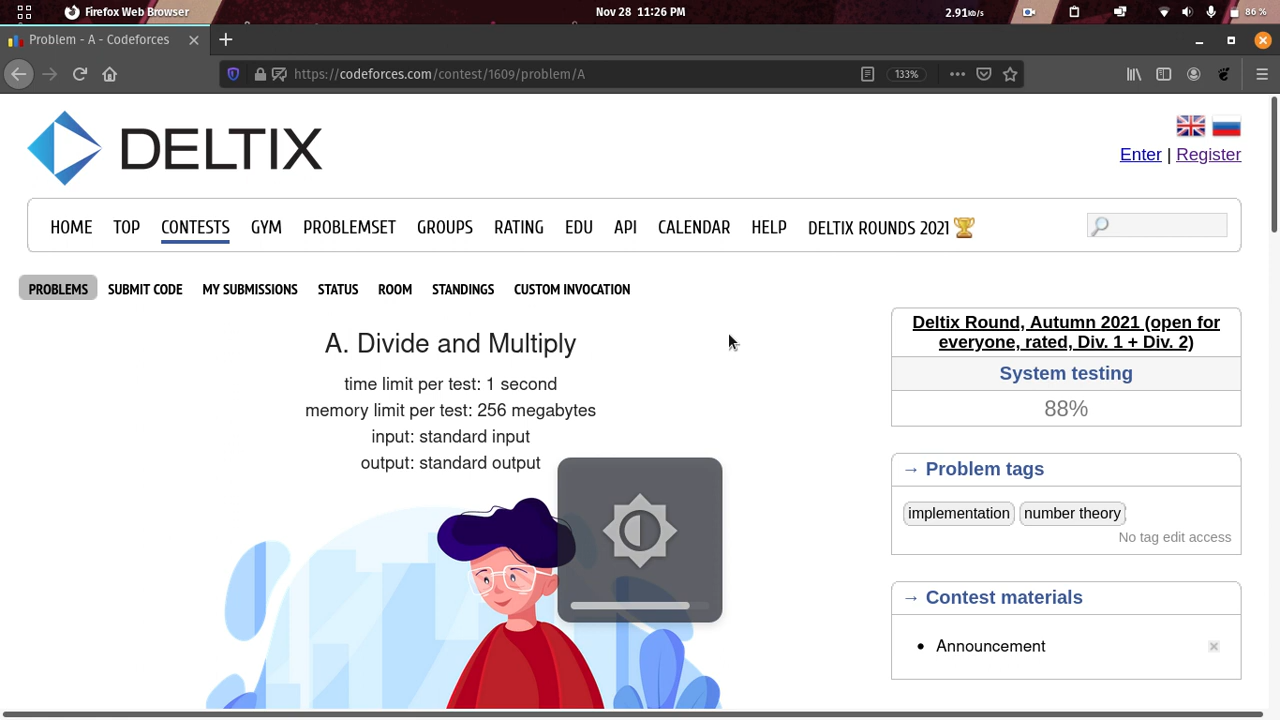 Firefox Web Browser
Nov 28 11:26 PM
2.91kb/s
86 %
Problem - A - Codeforces
https://codeforces.com/contest/1609/problem/A
133%
DELTIX
Enter | Register
HOME TOP CONTESTS GYM PROBLEMSET GROUPS RATING EDU API CALENDAR HELP DELTIX ROUNDS 2021
PROBLEMS SUBMIT CODE MY SUBMISSIONS STATUS ROOM STANDINGS CUSTOM INVOCATION
A. Divide and Multiply
time limit per test: 1 second
memory limit per test: 256 megabytes
input: standard input
output: standard output
Deltix Round, Autumn 2021 (open for
everyone, rated, Div. 1 + Div. 2)
System testing
88%
→ Problem tags
implementation number theory
No tag edit access
→ Contest materials
Announcement